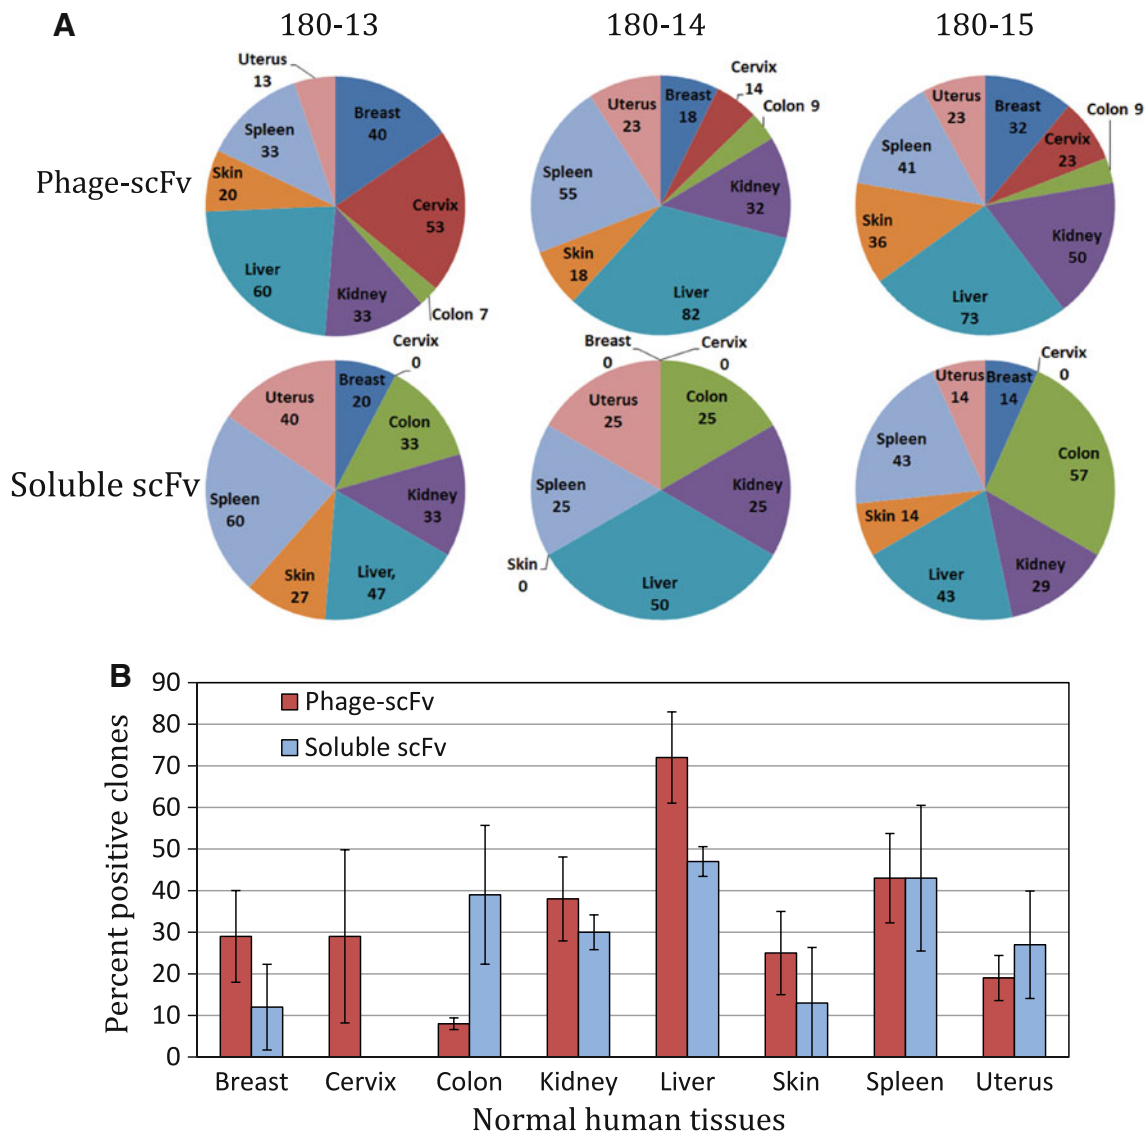 A
180-13
180-14
180-15
Phage-scFv
Uterus
13
Breast
40
Cervix
53
Colon 7
Kidney
33
Liver
60
Skin
20
Spleen
33
Uterus
23
Breast
18
Cervix
14
Colon 9
Kidney
32
Liver
82
Skin
18
Spleen
55
Uterus
23
Breast
32
Cervix
23
Colon 9
Kidney
50
Liver
73
Skin
36
Spleen
41
Soluble scFv
Uterus
40
Breast
20
Cervix
0
Colon
33
Kidney
33
Liver,
47
Skin
27
Spleen
60
Breast
0
Cervix
0
Uterus
25
Colon
25
Kidney
25
Liver
50
Skin
0
Spleen
25
Uterus
14
Breast
14
Cervix
0
Colon
57
Kidney
29
Liver
43
Skin 14
Spleen
43
B
Percent positive clones
90
80
70
60
50
40
30
20
10
0
Phage-scFv
Soluble scFv
Breast Cervix Colon Kidney Liver Skin Spleen Uterus
Normal human tissues